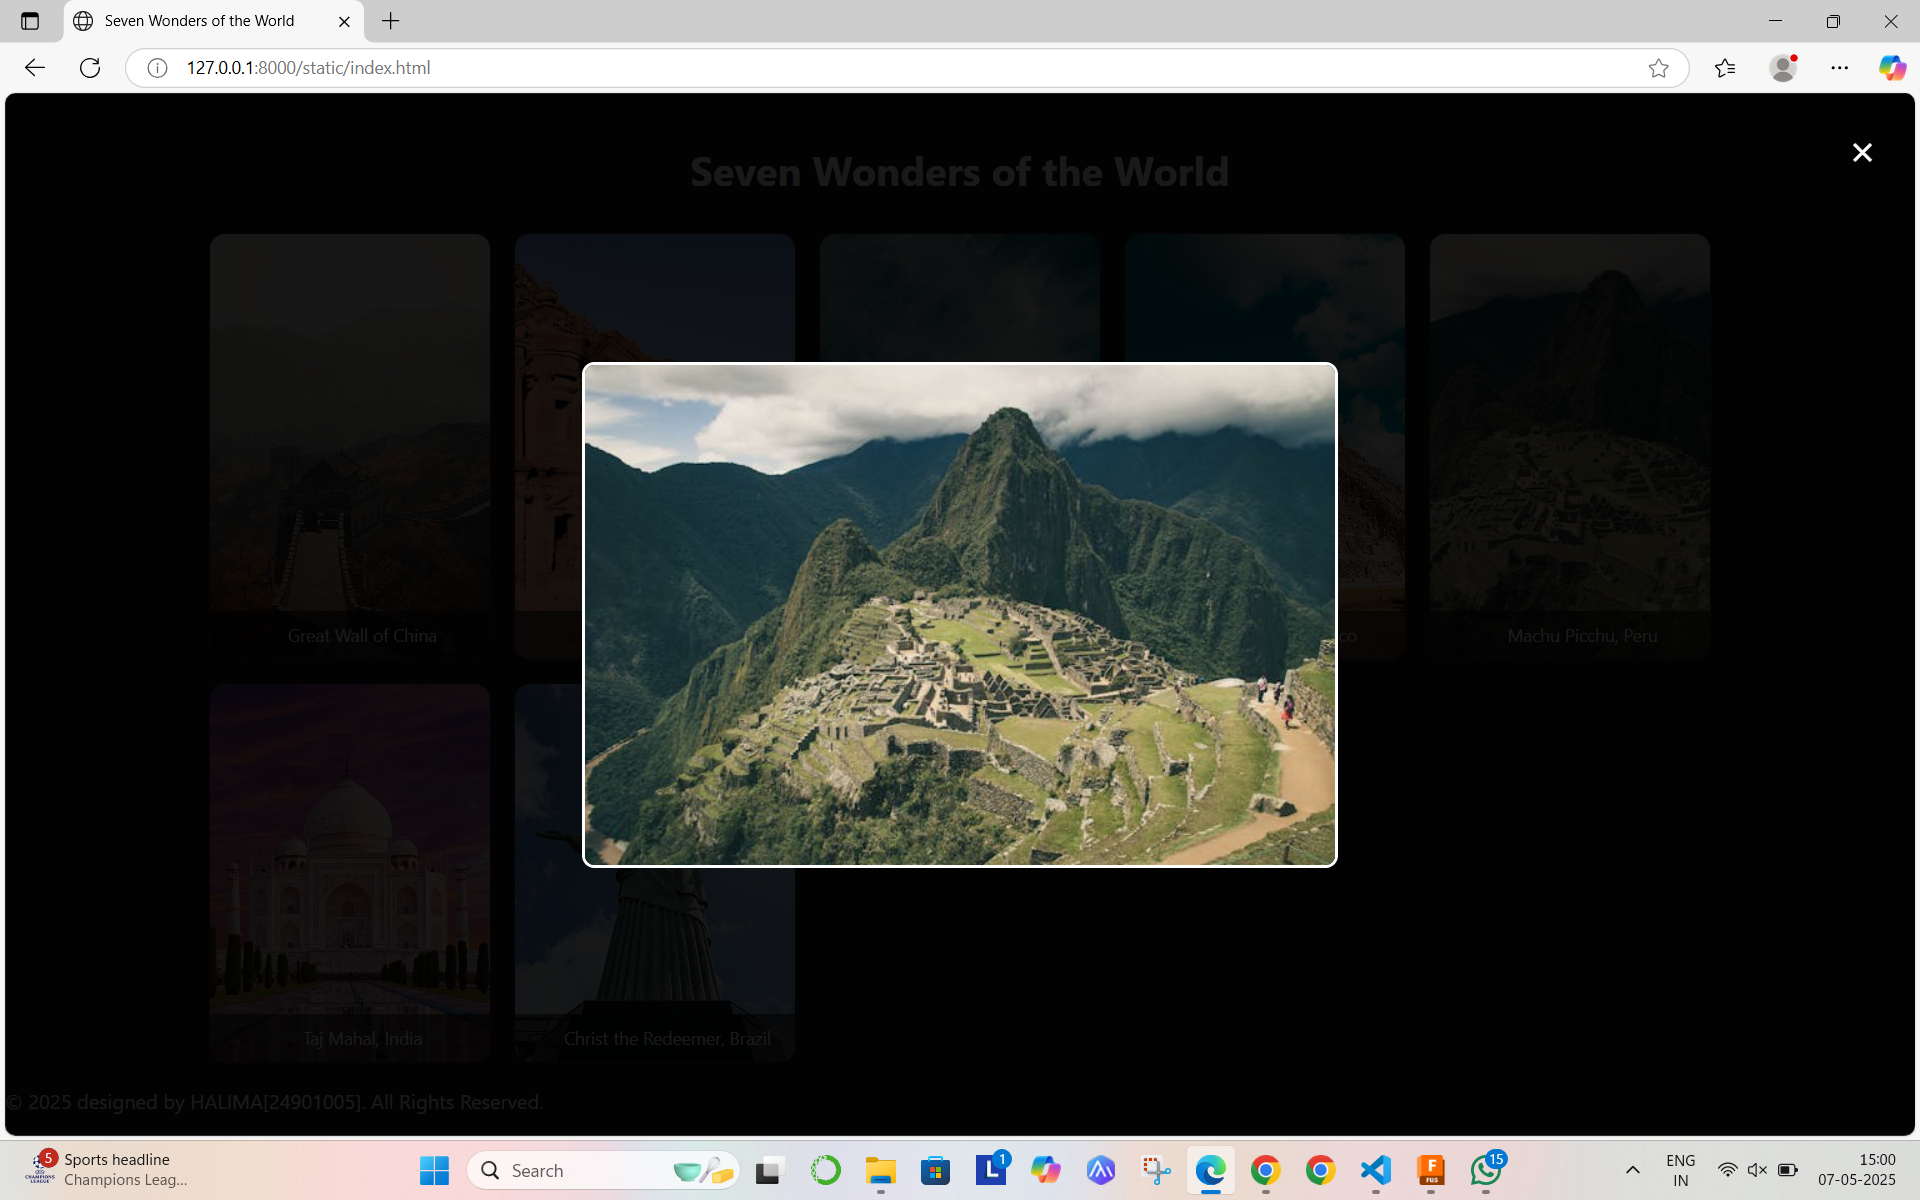 Seven Wonders of the World
127.0.0.1:8000/static/index.html
Seven Wonders of the World
Great Wall of China
co
Machu Picchu, Peru
Taj Mahal, India
Christ the Redeemer, Brazil
© 2025 designed by HALIMA[24901005]. All Rights Reserved.
5
Sports headline
Champions Leag...
Search
1
F
FUS
15
ENG
IN
15:00
07-05-2025